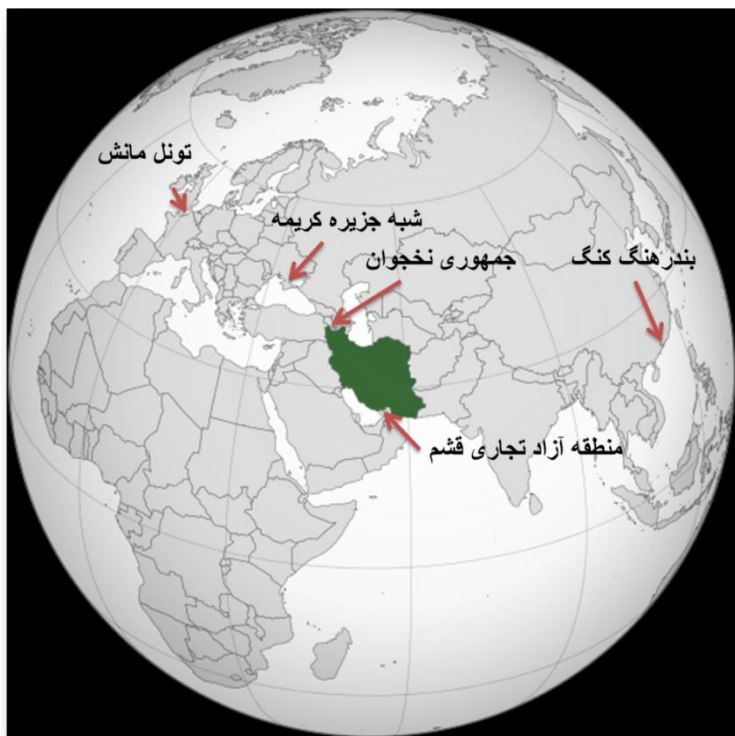 تونل مانش
شبه جزیره کریمه
جمهوری نخجوان
بندرهنگ کنگ
منطقه آزاد تجاری قشم